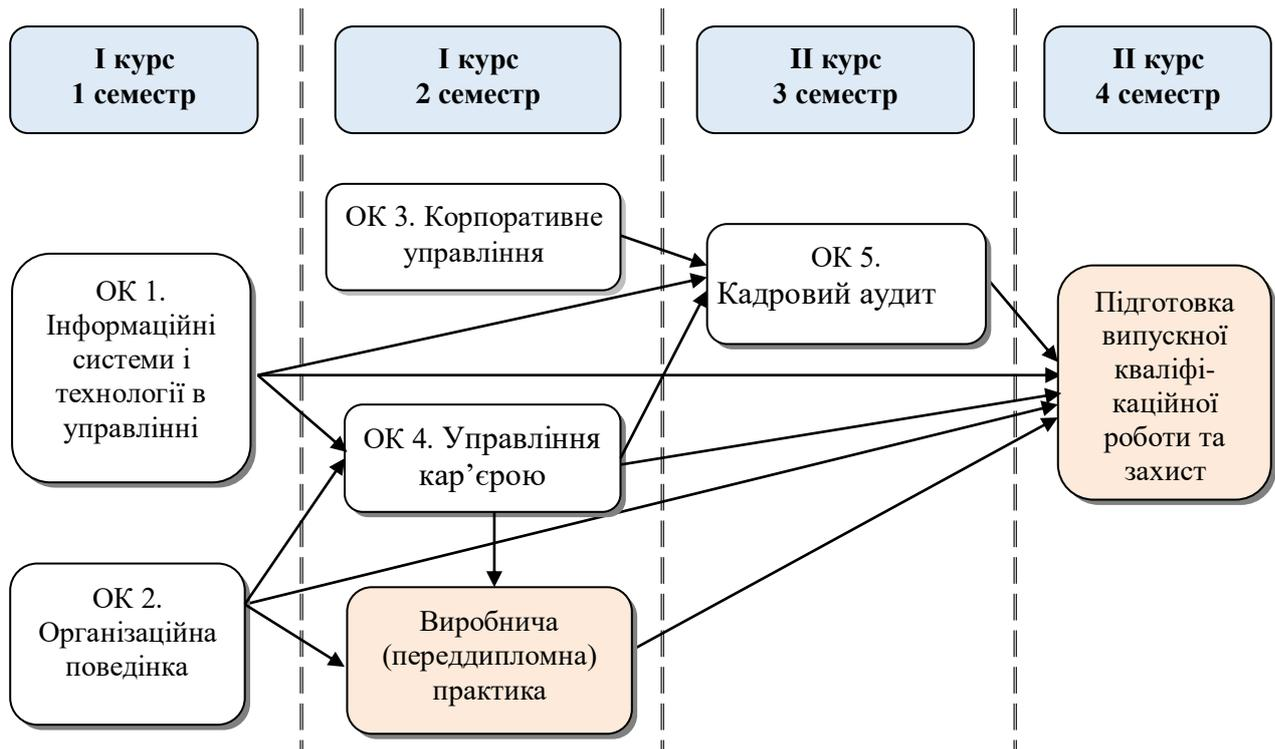 І курс
1 семестр
І курс
2 семестр
ІІ курс
3 семестр
ІІ курс
4 семестр
ОК 1.
Інформаційні
системи і
технології в
управлінні
ОК 2.
Організаційна
поведінка
ОК 3. Корпоративне
управління
ОК 4. Управління
кар’єрою
Виробнича
(переддипломна)
практика
ОК 5.
Кадровий аудит
Підготовка
випускної
кваліфі-
каційної
роботи та
захист